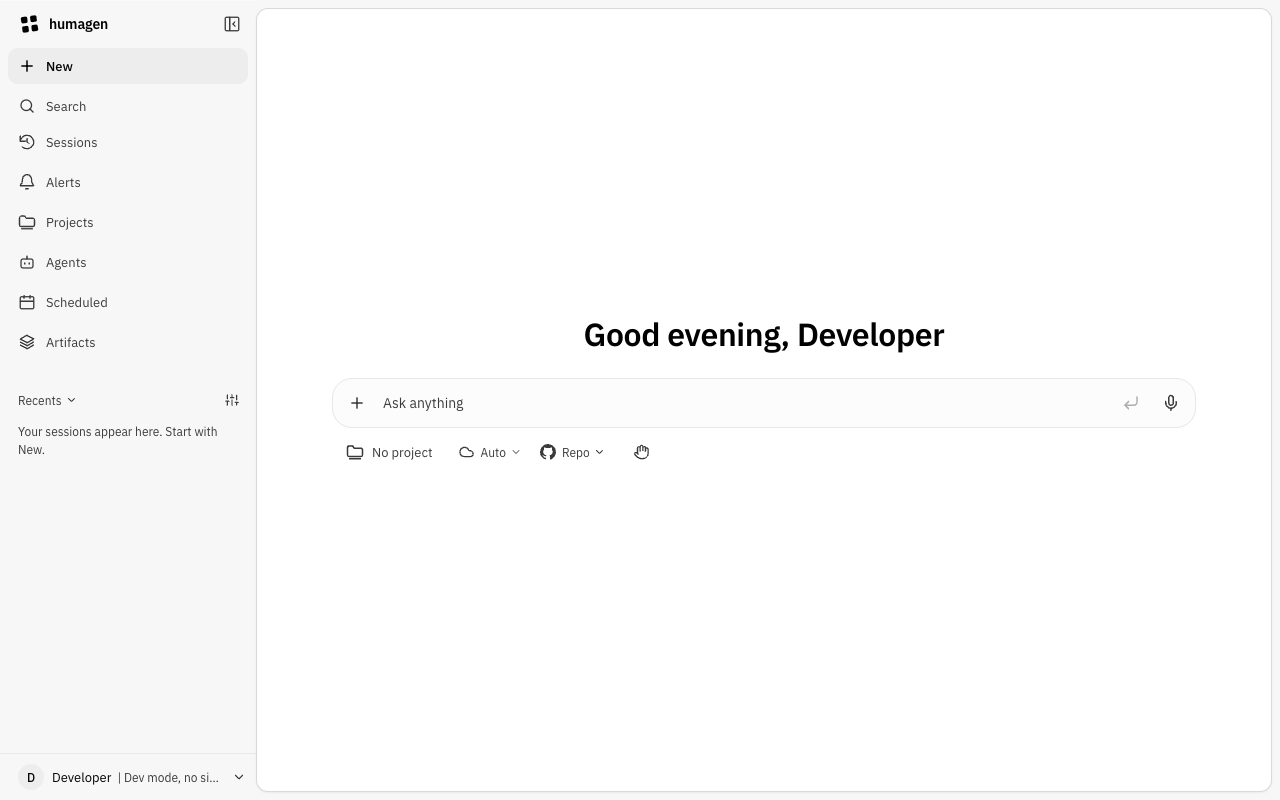 humagen
New
Search
Sessions
Alerts
Projects
Agents
Scheduled
Artifacts
Recents
Your sessions appear here. Start with
New.
D Developer | Dev mode, no si...
Good evening, Developer
Ask anything
No project Auto Repo